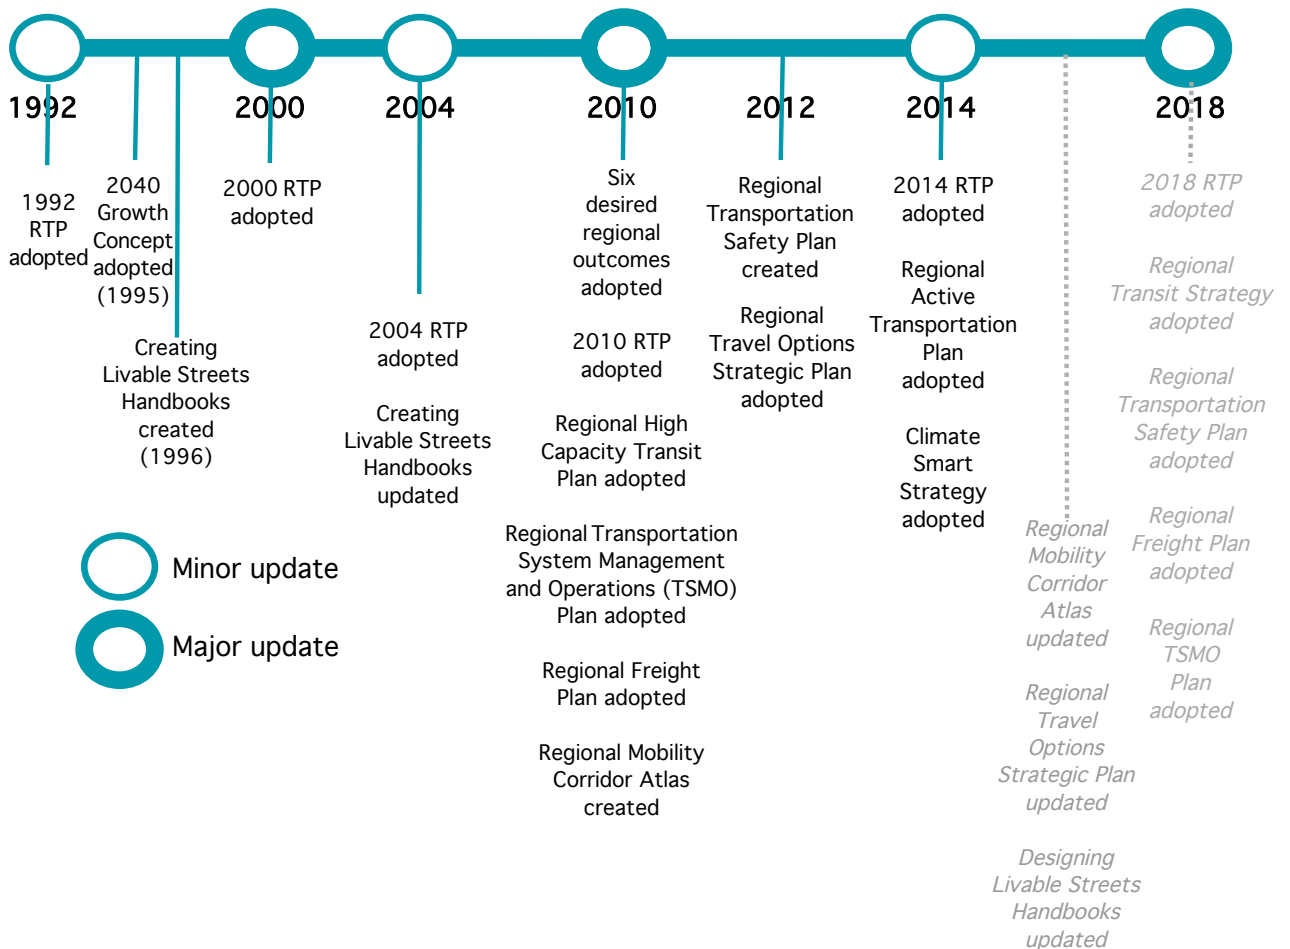 1992
2000
2004
2010
2012
2014
2018
1992
RTP
adopted
2040
Growth
Concept
adopted
(1995)
Creating
Livable Streets
Handbooks
created
(1996)
2000 RTP
adopted
2004 RTP
adopted
Creating
Livable Streets
Handbooks
updated
Six
desired
regional
outcomes
adopted
2010 RTP
adopted
Regional High
Capacity Transit
Plan adopted
Regional Transportation
System Management
and Operations (TSMO)
Plan adopted
Regional Freight
Plan adopted
Regional Mobility
Corridor Atlas
created
Regional
Transportation
Safety Plan
created
Regional
Travel Options
Strategic Plan
adopted
2014 RTP
adopted
Regional
Active
Transportation
Plan
adopted
Climate
Smart
Strategy
adopted
Regional
Mobility
Corridor
Atlas
updated
Regional
Travel
Options
Strategic Plan
updated
Designing
Livable Streets
Handbooks
updated
2018 RTP
adopted
Regional
Transit Strategy
adopted
Regional
Transportation
Safety Plan
adopted
Regional
Freight Plan
adopted
Regional
TSMO
Plan
adopted
Minor update
Major update